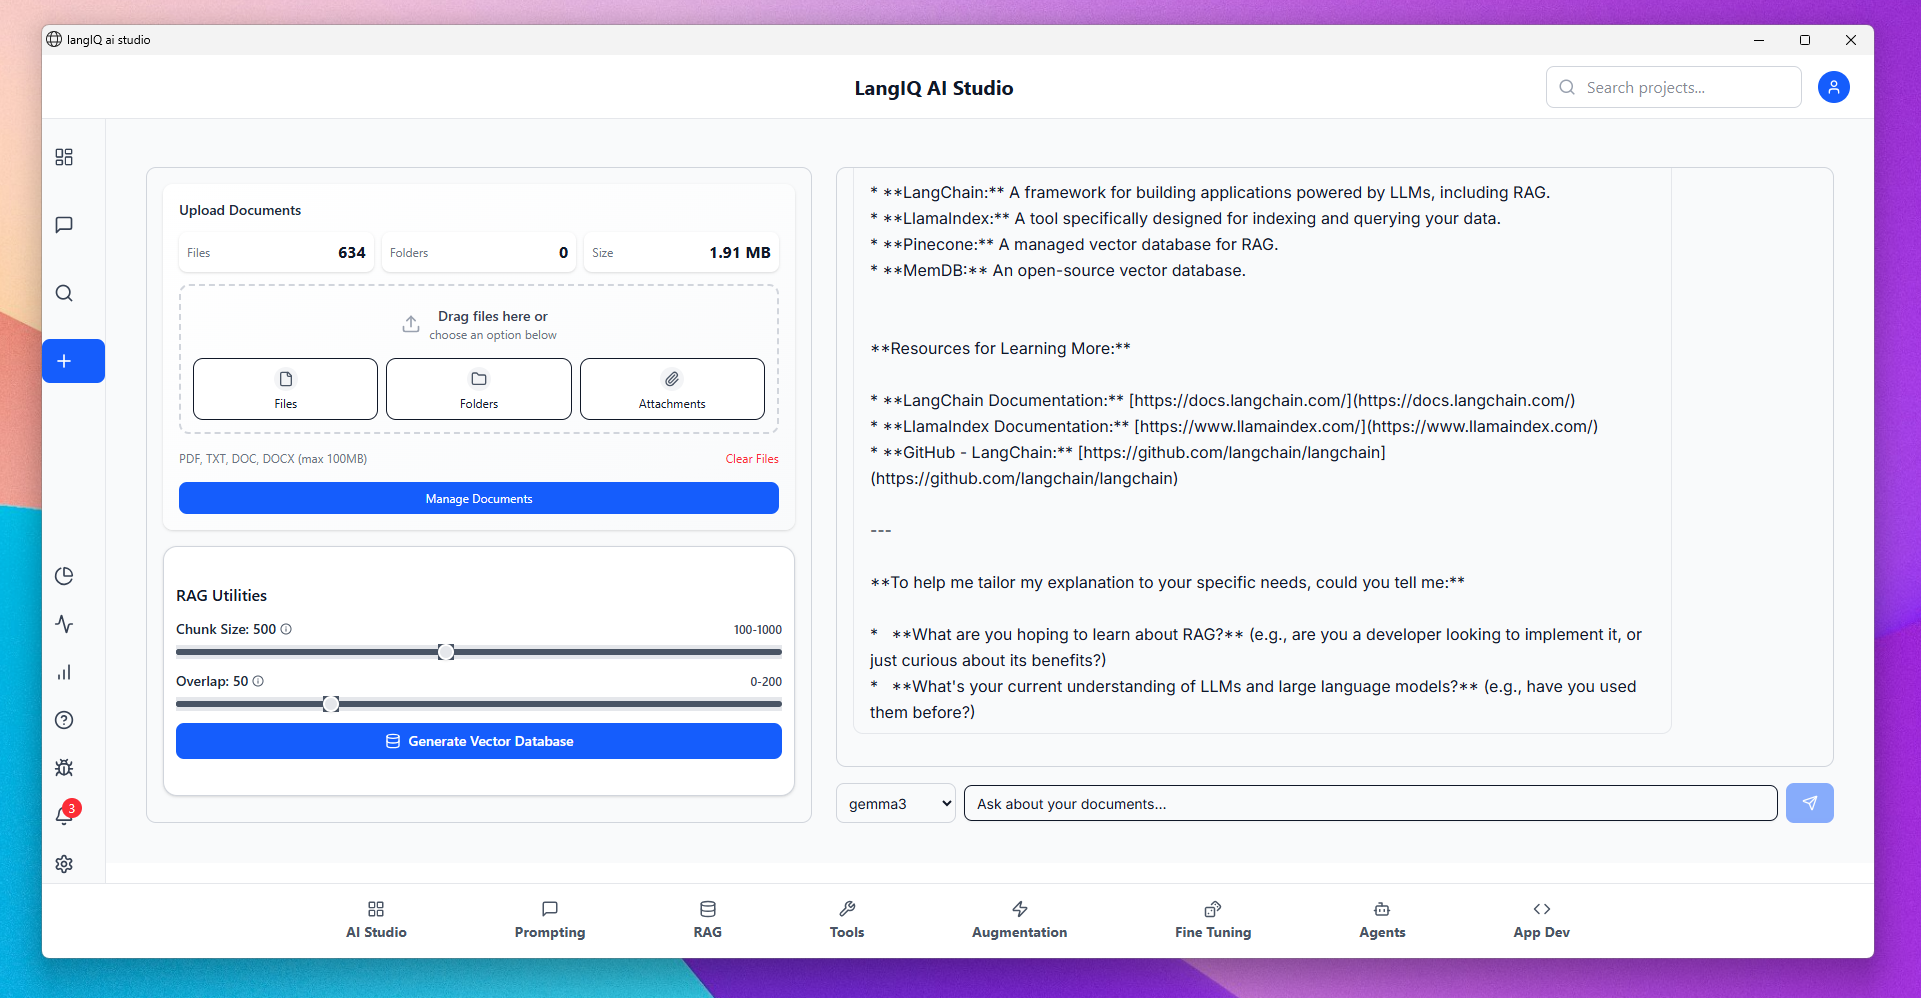 langIQ ai studio
LangIQ AI Studio
Search projects...
Upload Documents
Files 634
Folders 0
Size 1.91 MB
Drag files here or
choose an option below
Files
Folders
Attachments
PDF, TXT, DOC, DOCX (max 100MB)
Clear Files
Manage Documents
RAG Utilities
Chunk Size: 500
100-1000
Overlap: 50
0-200
Generate Vector Database
* **LangChain:** A framework for building applications powered by LLMs, including RAG.
* **LlamaIndex:** A tool specifically designed for indexing and querying your data.
* **Pinecone:** A managed vector database for RAG.
* **MemDB:** An open-source vector database.
**Resources for Learning More:**
* **LangChain Documentation:** [https://docs.langchain.com/](https://docs.langchain.com/)
* **LlamaIndex Documentation:** [https://www.llamaindex.com/](https://www.llamaindex.com/)
* **GitHub - LangChain:** [https://github.com/langchain/langchain]
(https://github.com/langchain/langchain)
---
**To help me tailor my explanation to your specific needs, could you tell me:**
*   **What are you hoping to learn about RAG?** (e.g., are you a developer looking to implement it, or
just curious about its benefits?)
*   **What's your current understanding of LLMs and large language models?** (e.g., have you used
them before?)
gemma3
Ask about your documents...
3
AI Studio
Prompting
RAG
Tools
Augmentation
Fine Tuning
Agents
App Dev